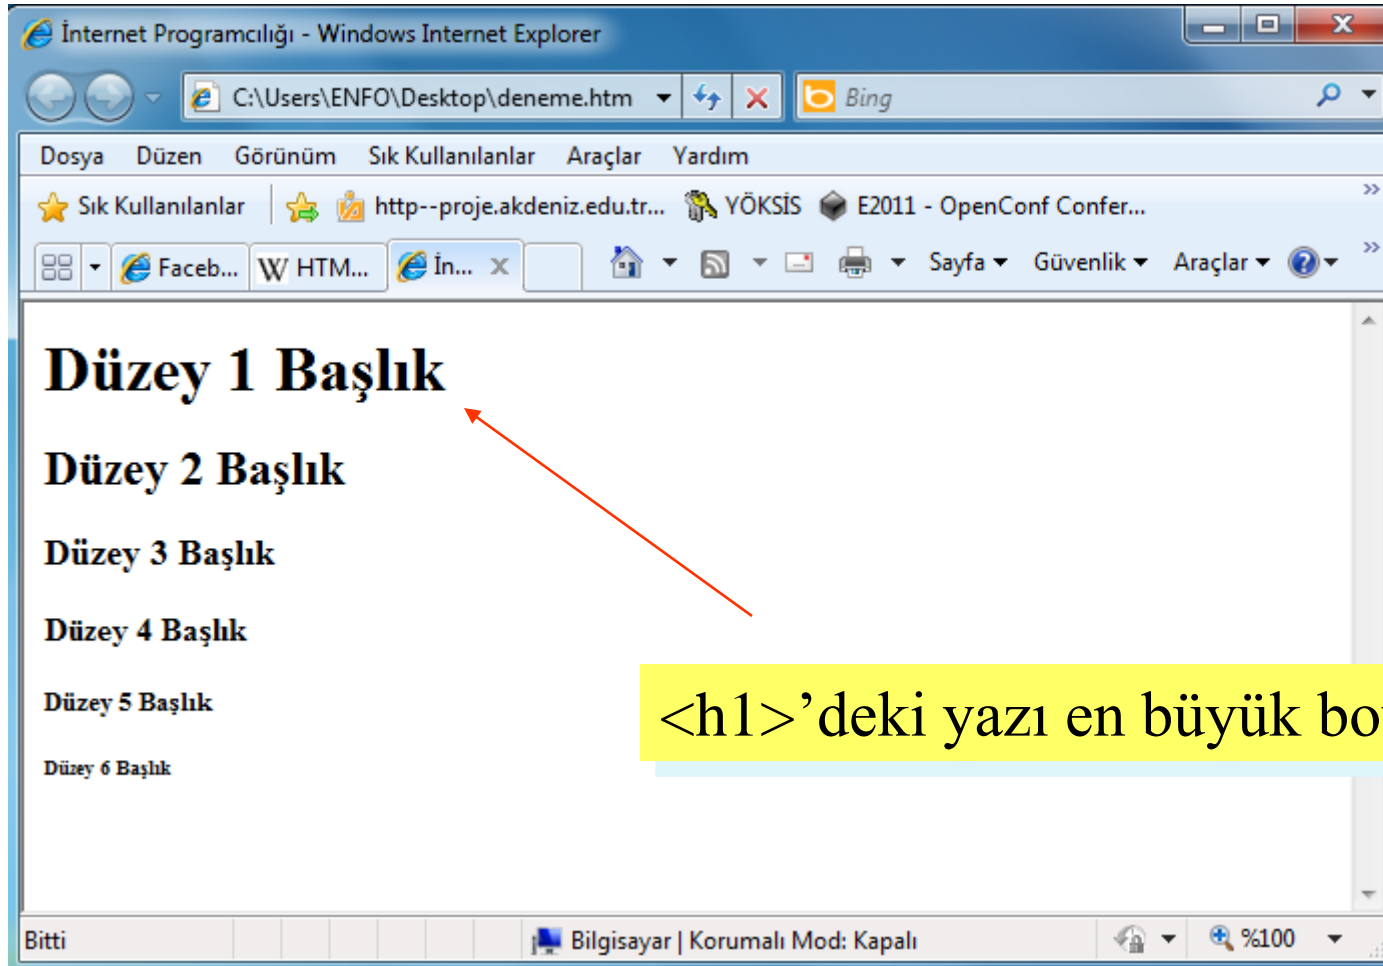 İnternet Programcılığı - Windows Internet Explorer
C:\Users\ENFO\Desktop\deneme.htm Bing
Dosya Düzen Görünüm Sık Kullanılanlar Araçlar Yardım
Sık Kullanılanlar http--proje.akdeniz.edu.tr... YÖKSİS E2011 - OpenConf Confer...
Faceb... HTM... İn... Sayfa Güvenlik Araçlar
Düzey 1 Başlık
Düzey 2 Başlık
Düzey 3 Başlık
Düzey 4 Başlık
Düzey 5 Başlık
<h1>’deki yazı en büyük
Düzey 6 Başlık
Bitti Bilgisayar | Korumalı Mod: Kapalı %100